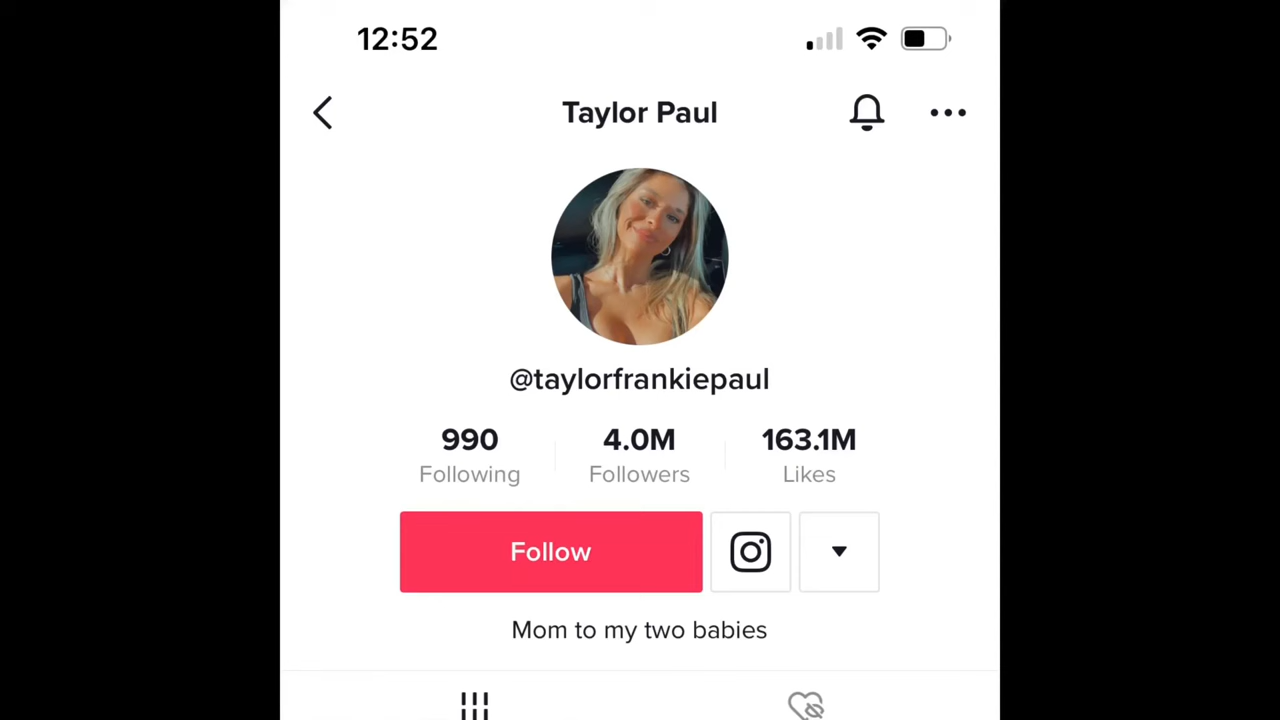 12:52
Taylor Paul
@taylorfrankiepaul
990 4.0M 163.1M
Following Followers Likes
Follow
Mom to my two babies